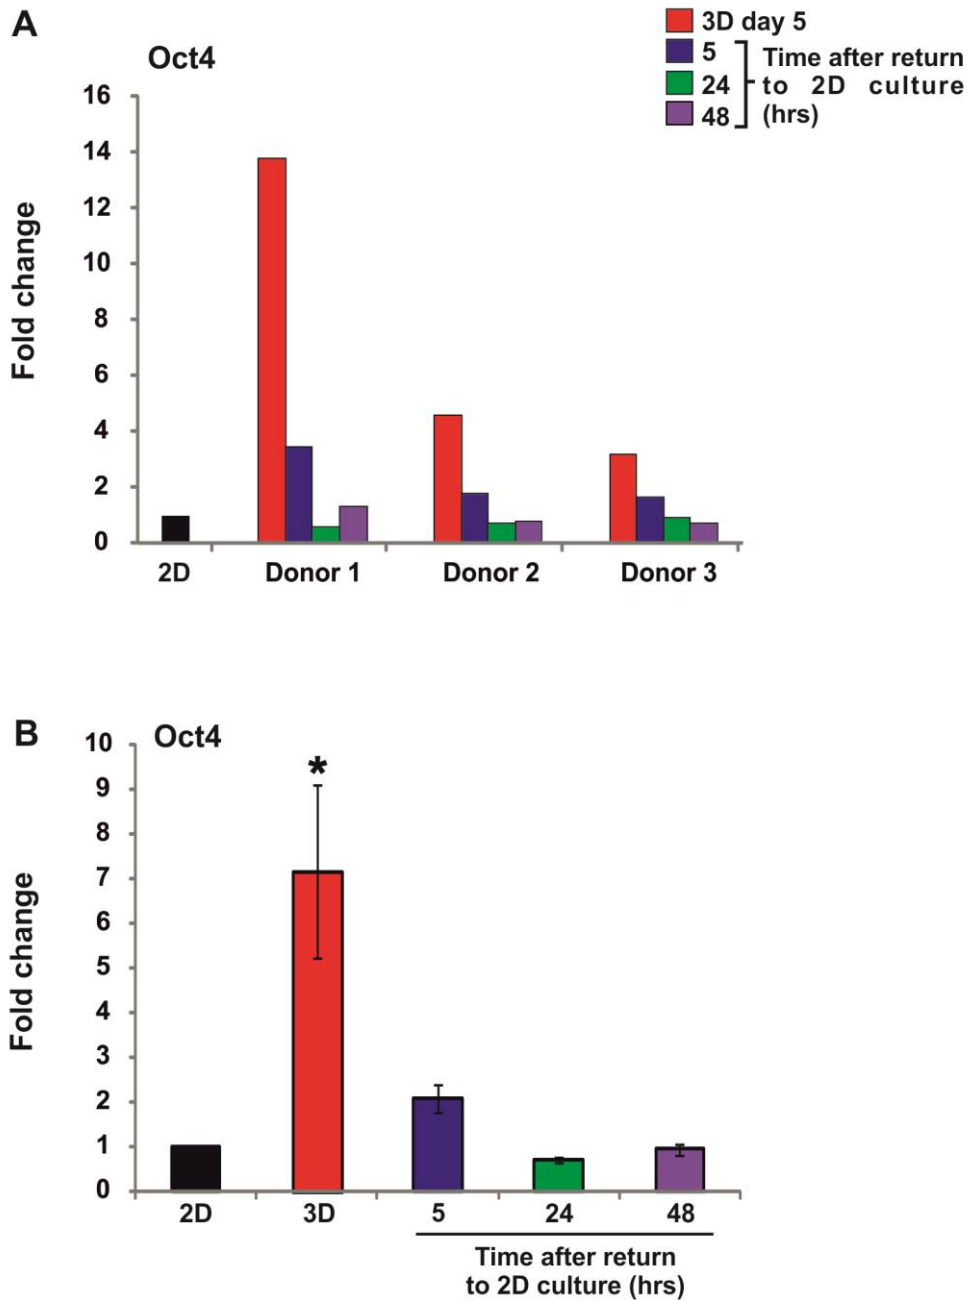 A
3D day 5
5
24
48
Time after return
to 2D culture
(hrs)
Oct4
16
14
12
10
8
6
4
2
0
Fold change
2D
Donor 1
Donor 2
Donor 3
B
Oct4
*
10
9
8
7
6
5
4
3
2
1
0
Fold change
2D
3D
5
24
48
Time after return
to 2D culture (hrs)